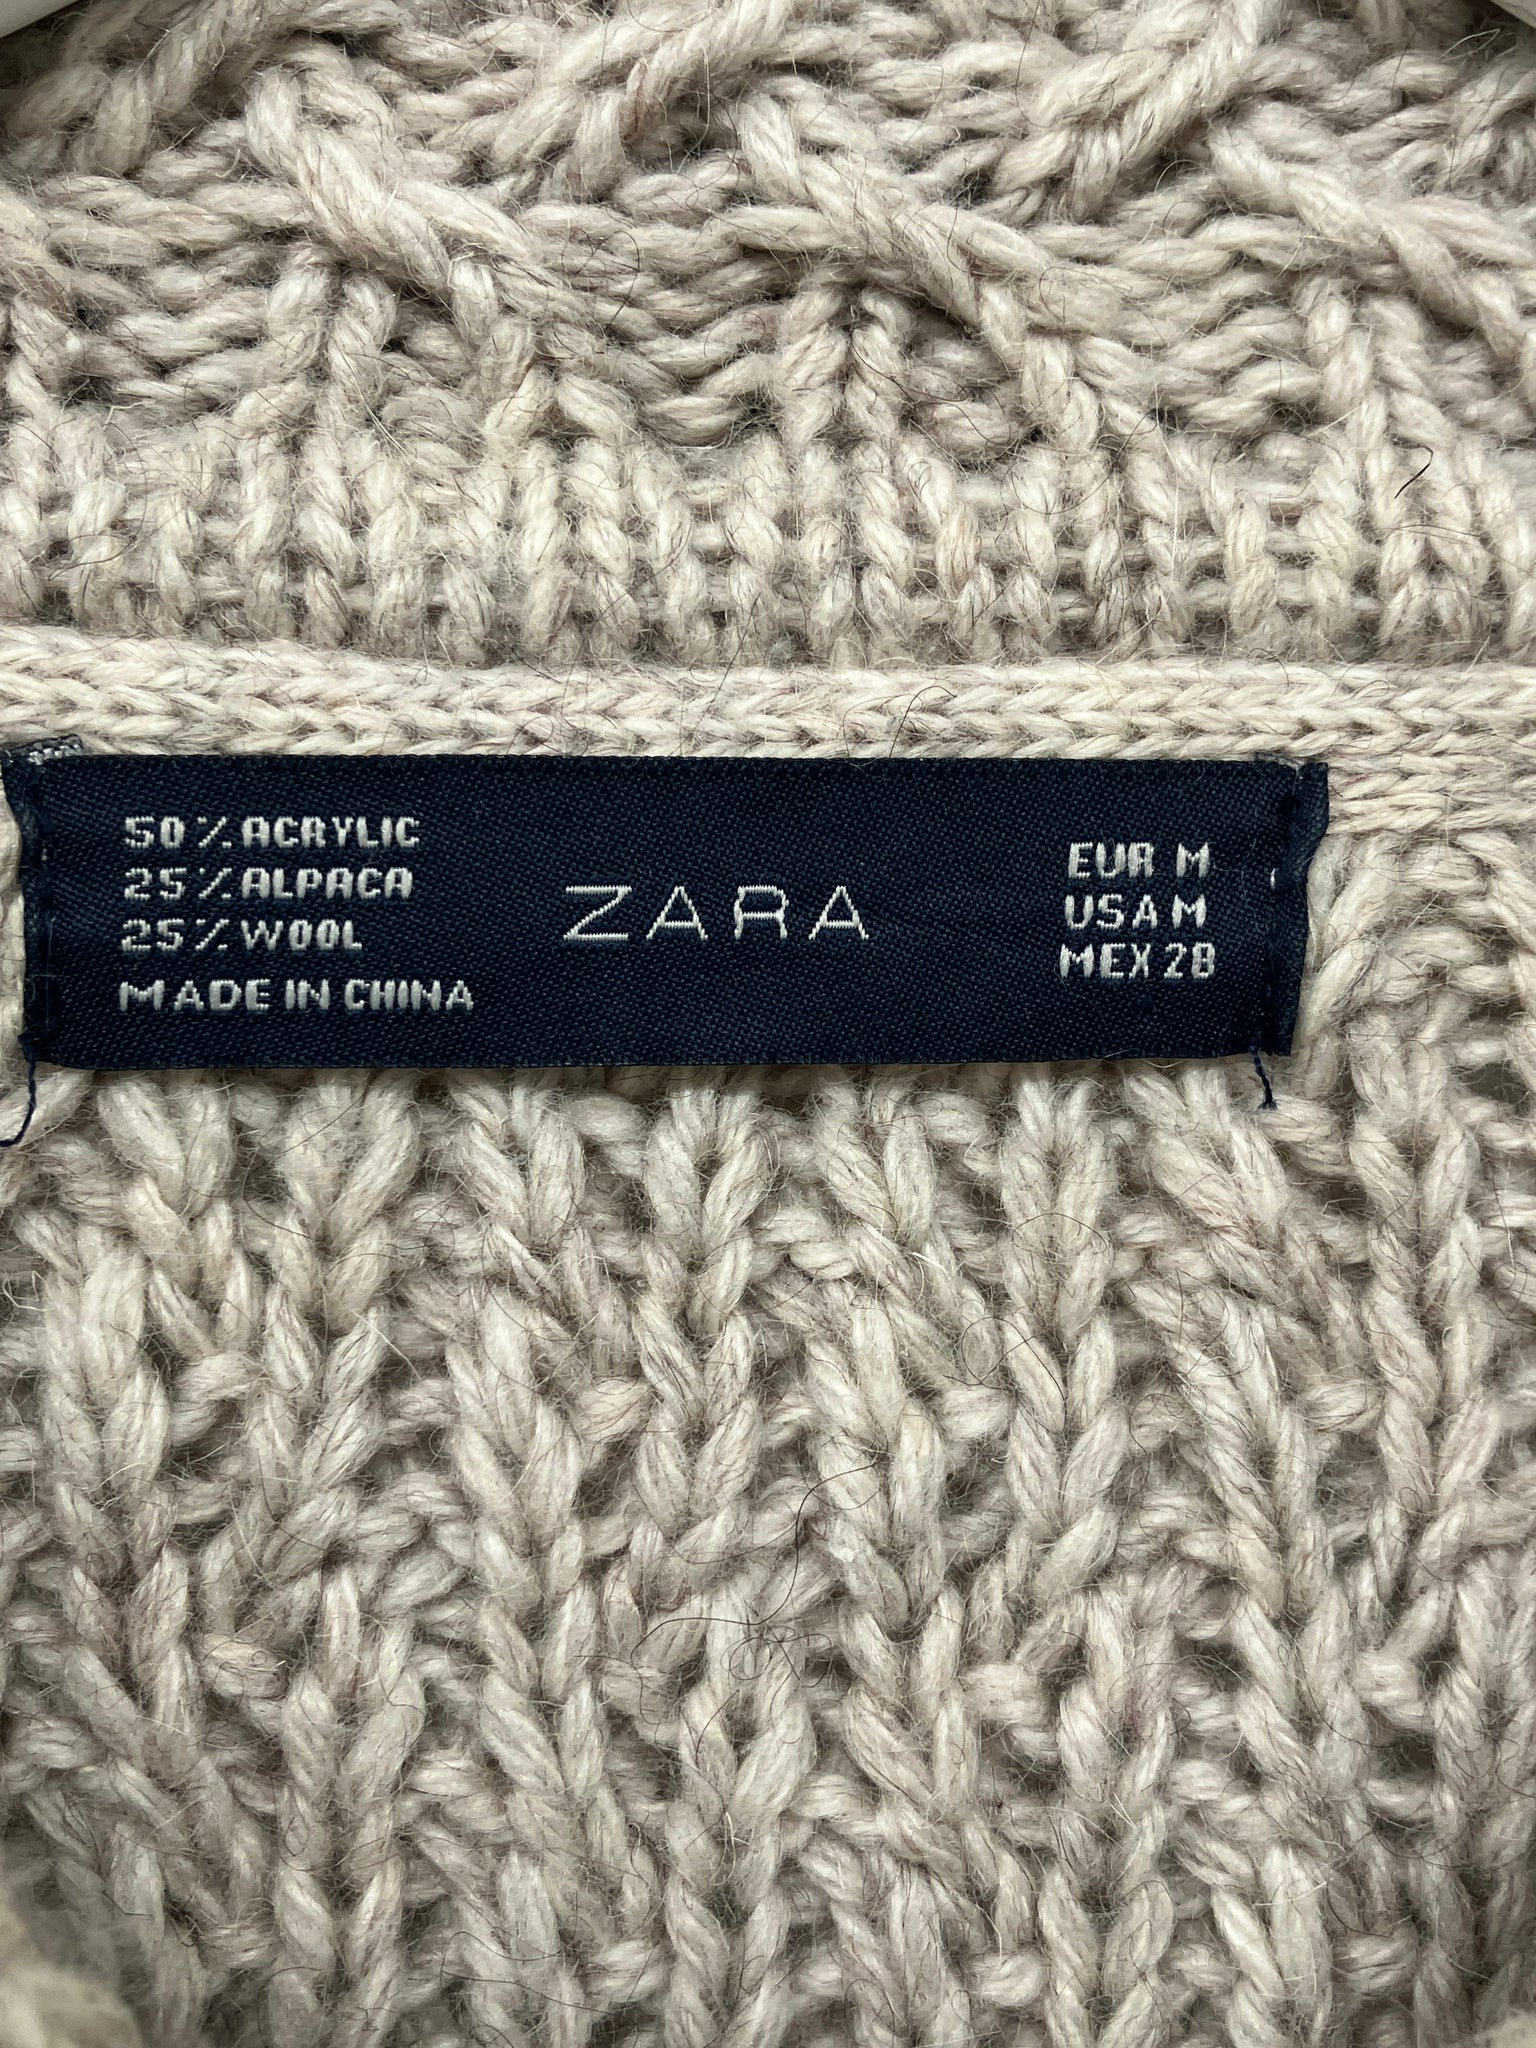 50% ACRYLIC
25% ALPACA
25% WOOL
MADE IN CHINA
ZARA
EUR M
USA M
MEX 28